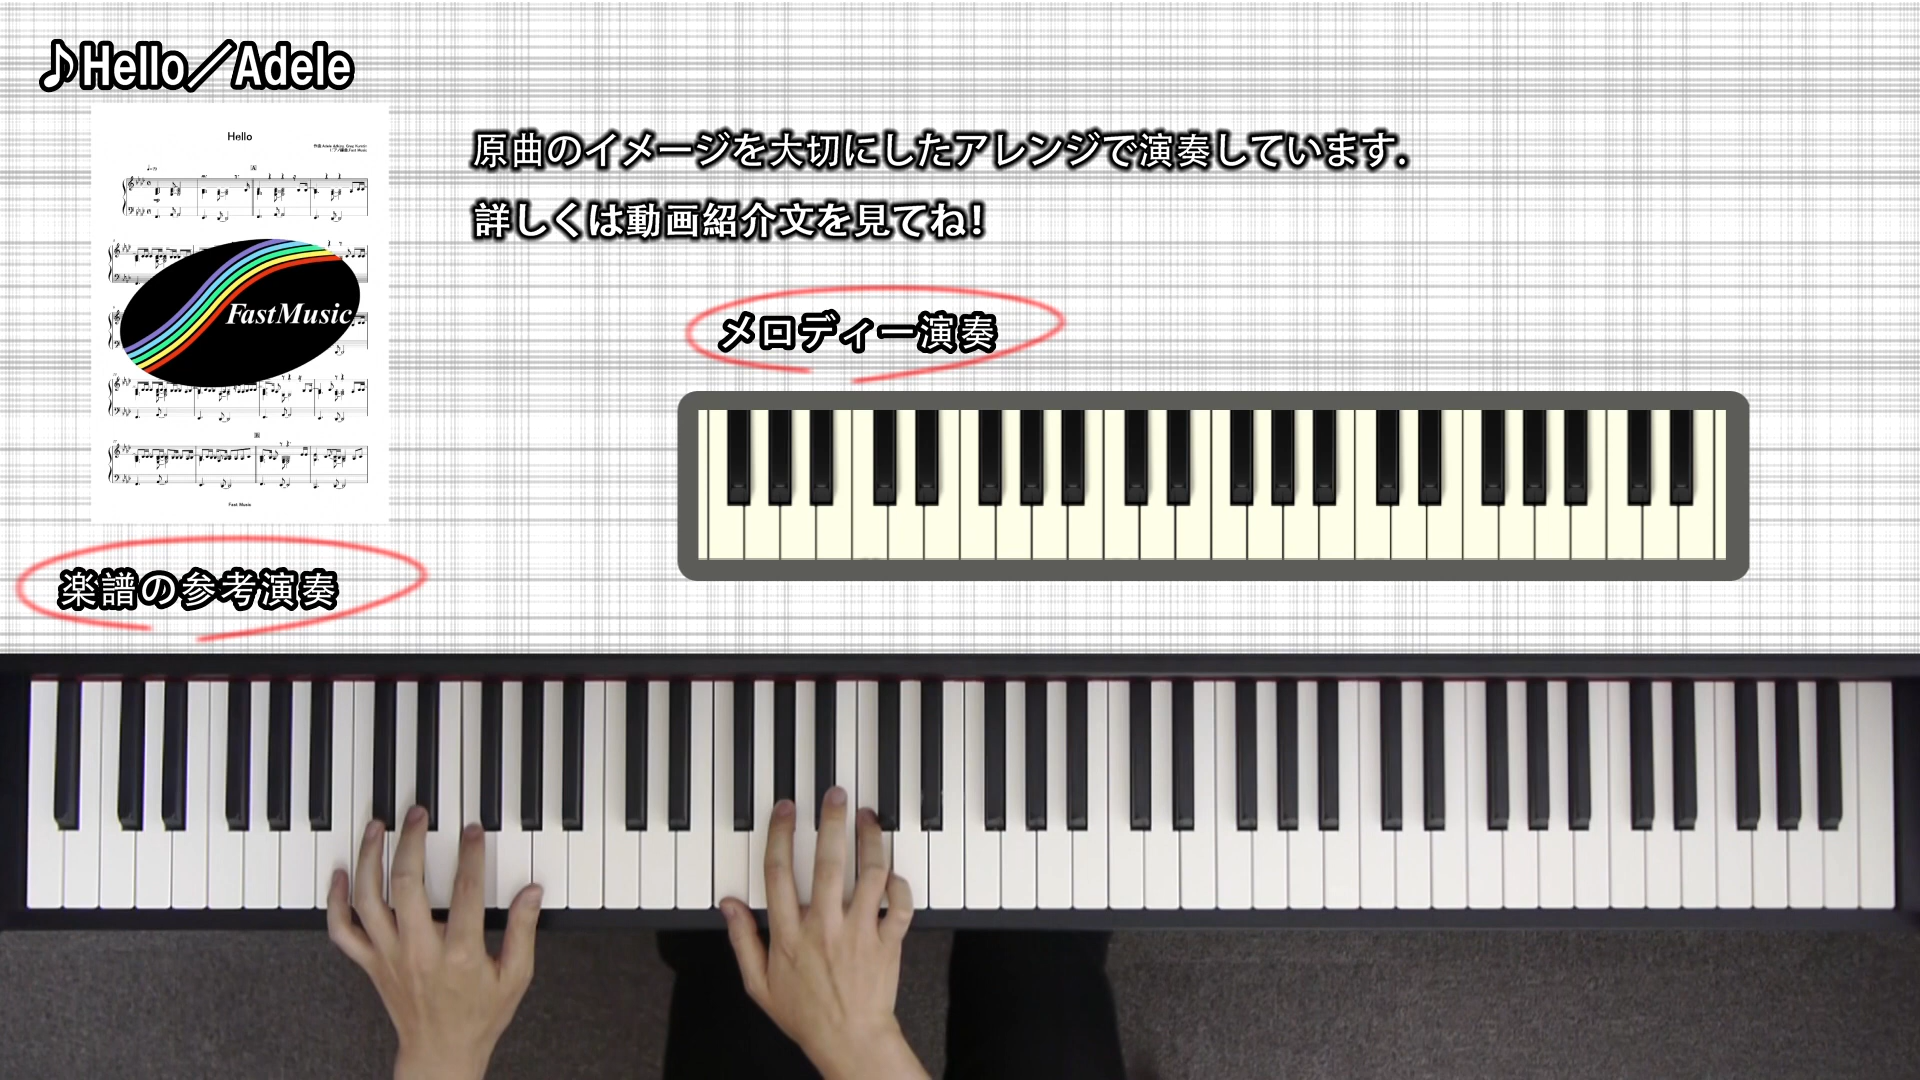 ♪Hello／Adele
Hello
原曲のイメージを大切にしたアレンジで演奏しています.
詳しくは動画紹介文を見てね!
FastMusic
メロディー演奏
Fast Music
楽譜の参考演奏